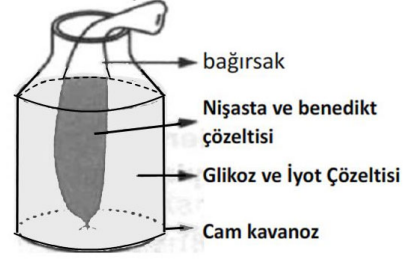 bağırsak
Nişasta ve benedikt
çözeltisi
Glikoz ve İyot Çözeltisi
Cam kavanoz